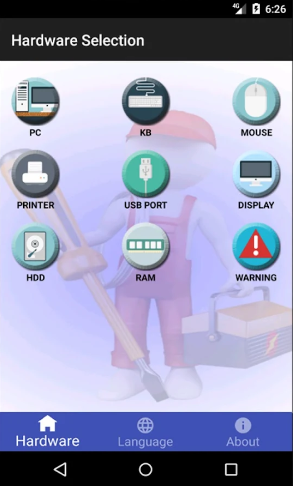 4G 6:26
Hardware Selection
PC KB MOUSE
PRINTER USB PORT DISPLAY
HDD RAM WARNING
Hardware Language About